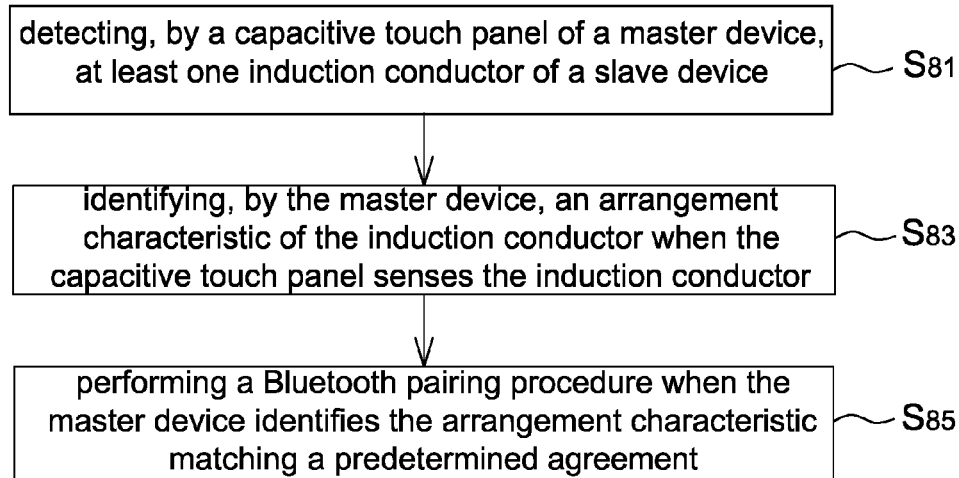 detecting, by a capacitive touch panel of a master device,
at least one induction conductor of a slave device
S81
identifying, by the master device, an arrangement
characteristic of the induction conductor when the
capacitive touch panel senses the induction conductor
S83
performing a Bluetooth pairing procedure when the
master device identifies the arrangement characteristic
matching a predetermined agreement
S85